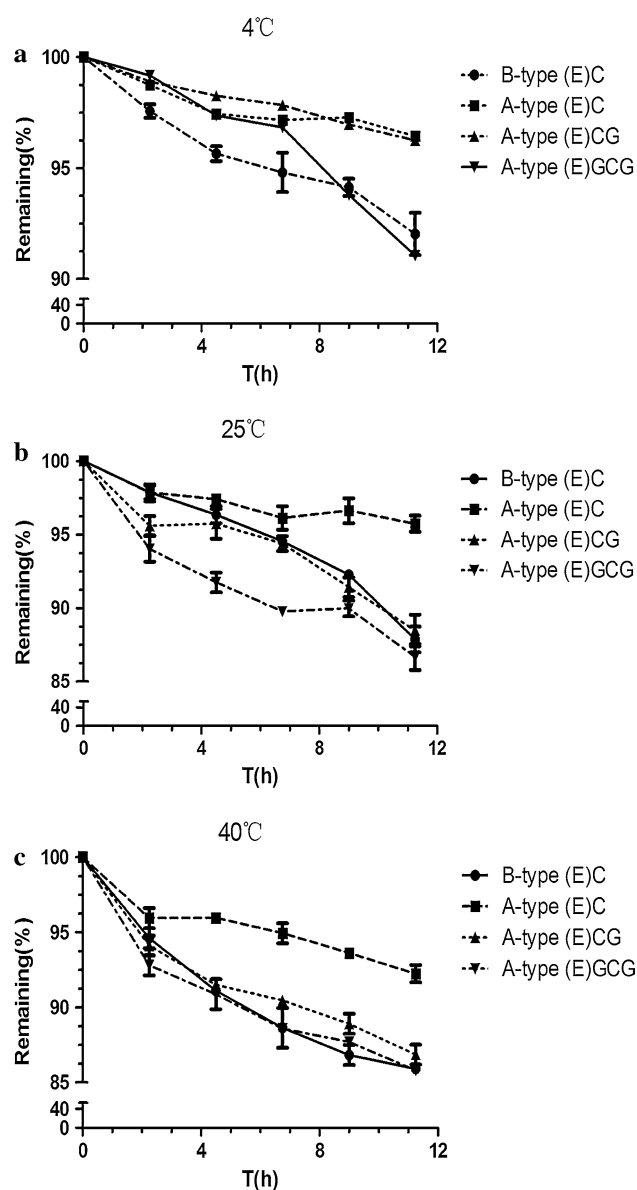 4℃
a
100
95
90
40
0
Remaining(%)
0 4 8 12
T(h)
B-type (E)C
A-type (E)C
A-type (E)CG
A-type (E)GCG
25℃
b
100
95
90
85
40
0
Remaining(%)
0 4 8 12
T(h)
B-type (E)C
A-type (E)C
A-type (E)CG
A-type (E)GCG
40℃
c
100
95
90
85
40
0
Remaining(%)
0 4 8 12
T(h)
B-type (E)C
A-type (E)C
A-type (E)CG
A-type (E)GCG